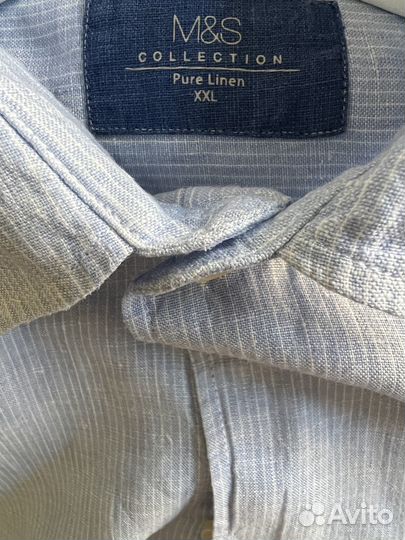 M&S
COLLECTION
Pure Linen
XXL
Avito